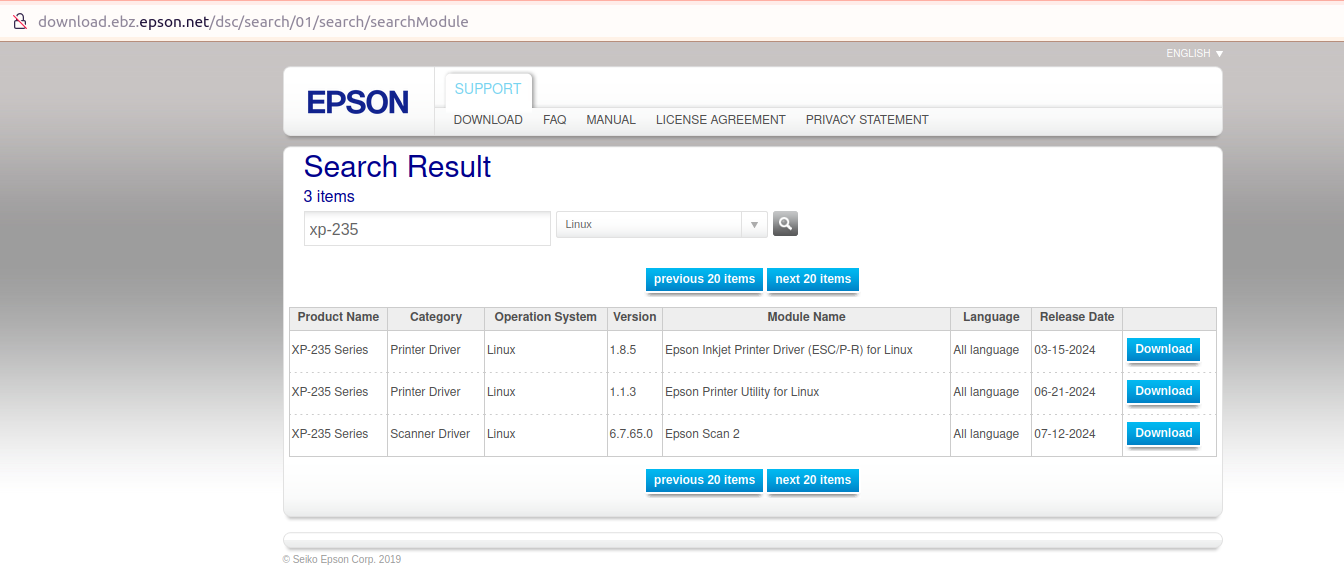 download.ebz.epson.net/dsc/search/01/search/searchModule
ENGLISH
EPSON
SUPPORT
DOWNLOAD FAQ MANUAL LICENSE AGREEMENT PRIVACY STATEMENT
Search Result
3 items
xp-235 Linux
previous 20 items next 20 items
Product Name Category Operation System Version Module Name Language Release Date
XP-235 Series Printer Driver Linux 1.8.5 Epson Inkjet Printer Driver (ESC/P-R) for Linux All language 03-15-2024 Download
XP-235 Series Printer Driver Linux 1.1.3 Epson Printer Utility for Linux All language 06-21-2024 Download
XP-235 Series Scanner Driver Linux 6.7.65.0 Epson Scan 2 All language 07-12-2024 Download
previous 20 items next 20 items
© Seiko Epson Corp. 2019